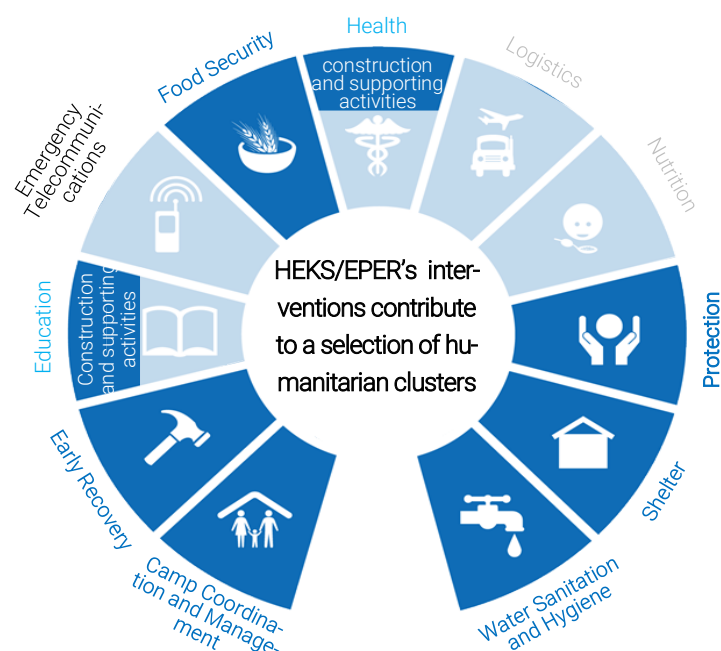 HEKS/EPER's inter-
ventions contribute
to a selection of hu-
manitarian clusters
Camp Coordina-
tion and Manage-
ment
Early Recovery
Education
Construction
and supporting
activities
Emergency
Telecommuni-
cations
Food Security
Health
construction
and supporting
activities
Logistics
Nutrition
Protection
Shelter
Water Sanitation
and Hygiene